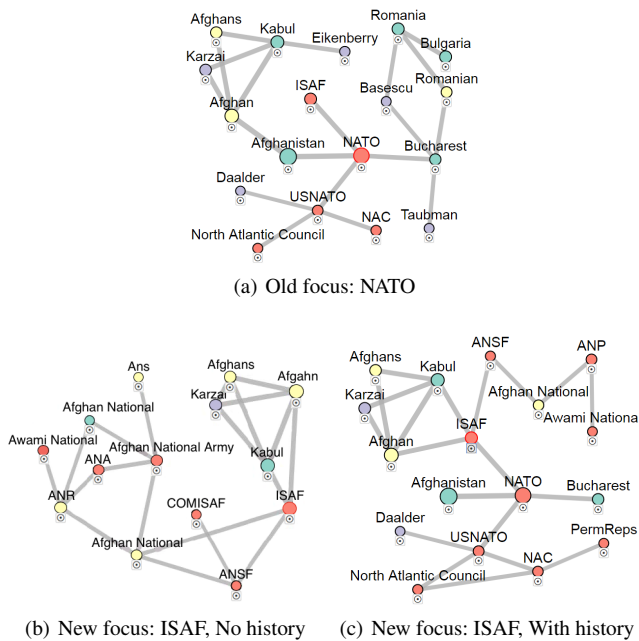 Afghans
Kabul
Eikenberry
Karzai
Romania
Bulgaria
Romanian
Basescu
ISAF
Afghan
Afghanistan
NATO
Bucharest
Daalder
USNATO
NAC
Taubman
North Atlantic Council
(a) Old focus: NATO
Ans
Afghans
Afgahn
Afghan National
Karzai
Awami National
ANA
Afghan National Army
Kabul
ANR
COMISAF
ISAF
Afghan National
ANSF
(b) New focus: ISAF, No history
ANSF
ANP
Afghans
Kabul
Karzai
Afghan National
Awami Nationa
Afghan
ISAF
Afghanistan
NATO
Bucharest
Daalder
USNATO
PermReps
NAC
North Atlantic Council
(c) New focus: ISAF, With history